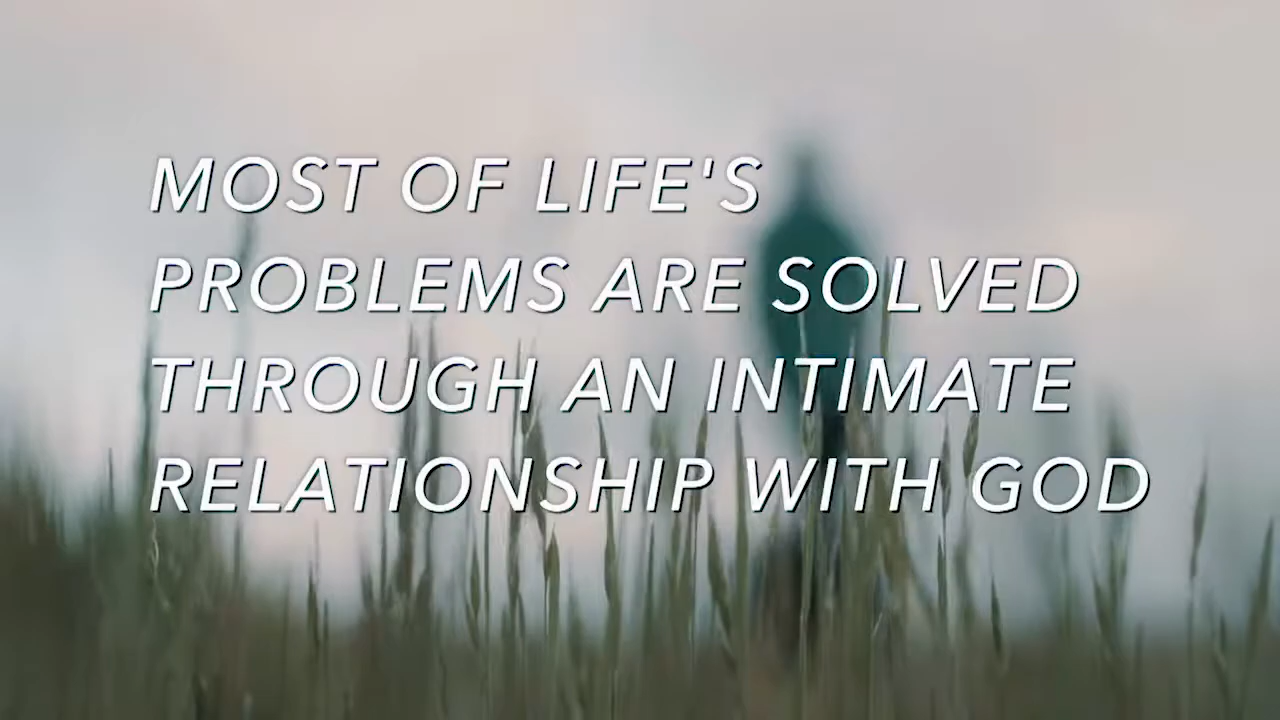 MOST OF LIFE'S
PROBLEMS ARE SOLVED
THROUGH AN INTIMATE
RELATIONSHIP WITH GOD